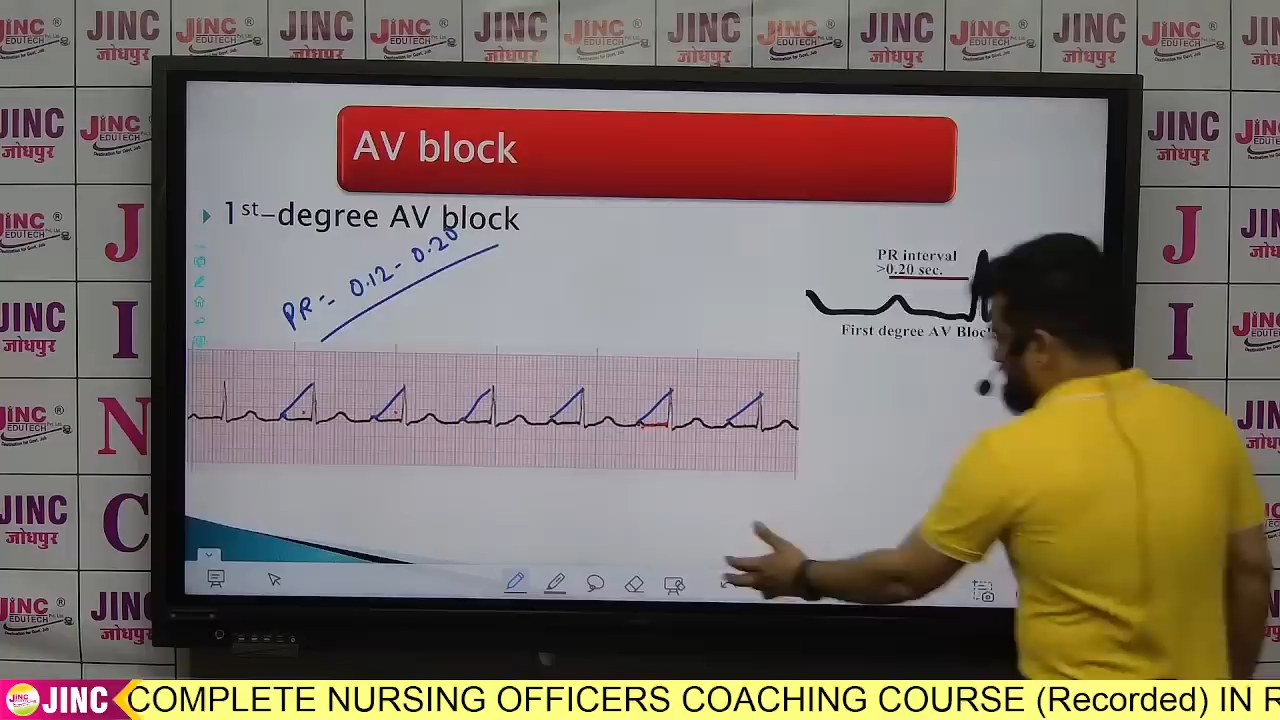 JINC
EDUTECH
जोधपुर
AV block
1st-degree AV block
PR:- 0.12 - 0.20
PR interval
>0.20 sec.
First degree AV Bloc
J
I
N
C
J
I
JINC COMPLETE NURSING OFFICERS COACHING COURSE (Recorded) IN R